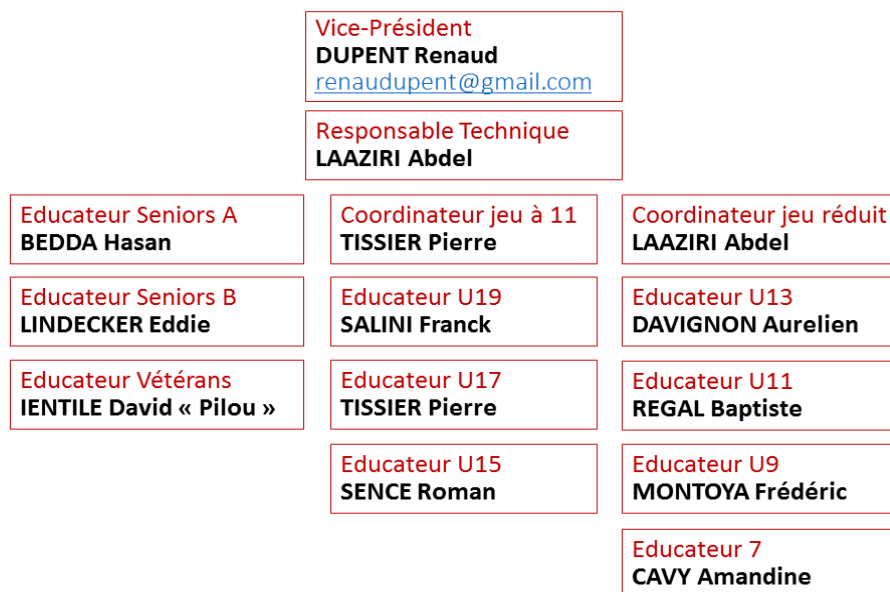 Vice-Président
DUPENT Renaud
renaudupent@gmail.com
Responsable Technique
LAAZIRI Abdel
Educateur Seniors A
BEDDA Hasan
Educateur Seniors B
LINDECKER Eddie
Educateur Vétérans
IENTILE David « Pilou »
Coordinateur jeu à 11
TISSIER Pierre
Educateur U19
SALINI Franck
Educateur U17
TISSIER Pierre
Educateur U15
SENCE Roman
Coordinateur jeu réduit
LAAZIRI Abdel
Educateur U13
DAVIGNON Aurelien
Educateur U11
REGAL Baptiste
Educateur U9
MONTOYA Frédéric
Educateur 7
CAVY Amandine